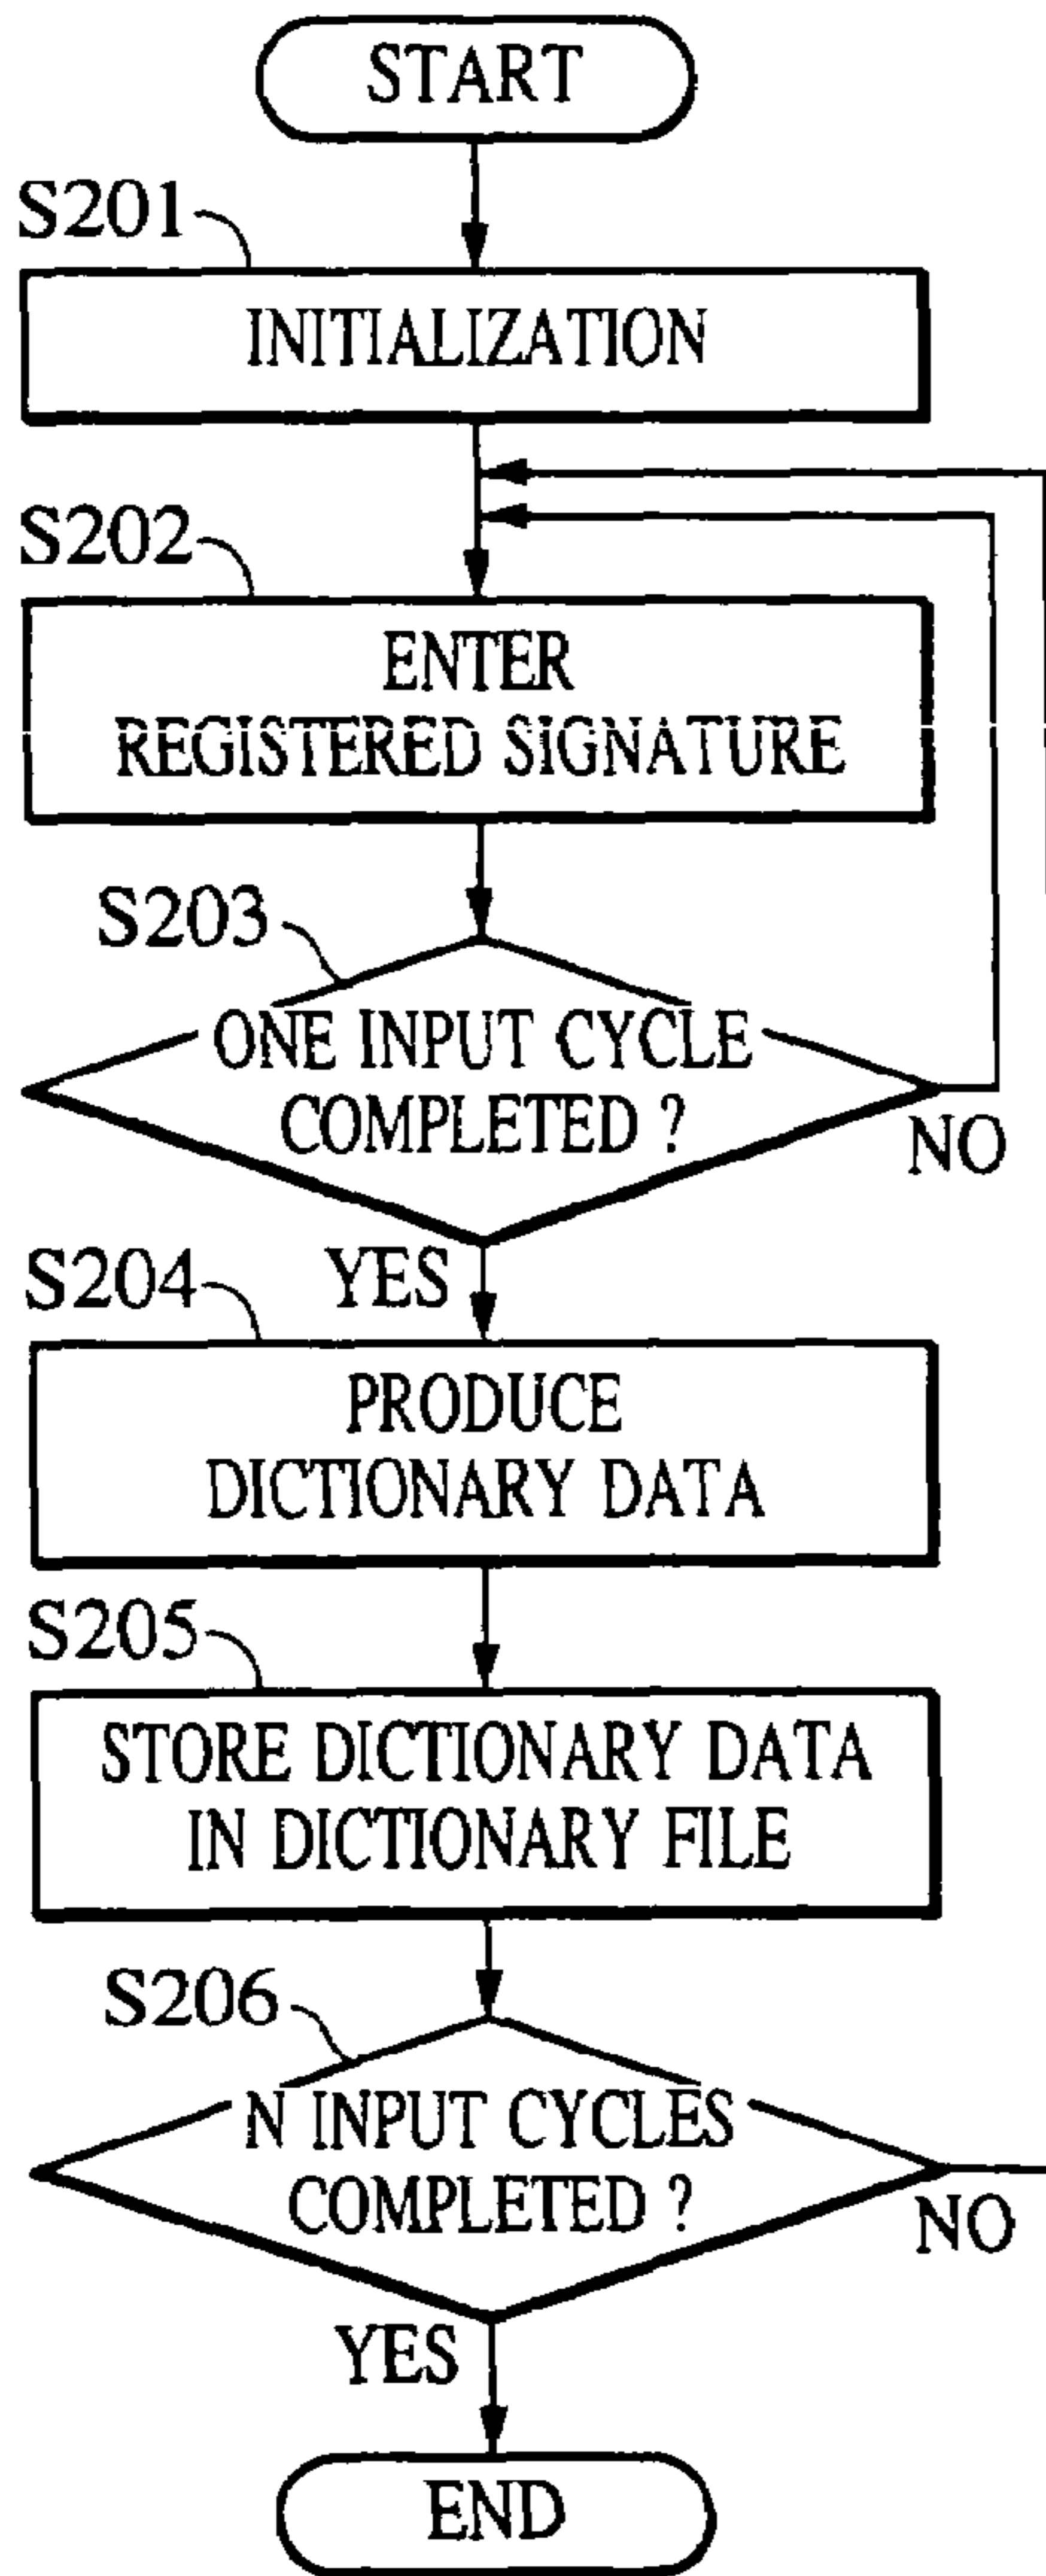 START
S201
INITIALIZATION
S202
ENTER
REGISTERED SIGNATURE
S203
ONE INPUT CYCLE
COMPLETED ?
NO
YES
S204
PRODUCE
DICTIONARY DATA
S205
STORE DICTIONARY DATA
IN DICTIONARY FILE
S206
N INPUT CYCLES
COMPLETED ?
NO
YES
END